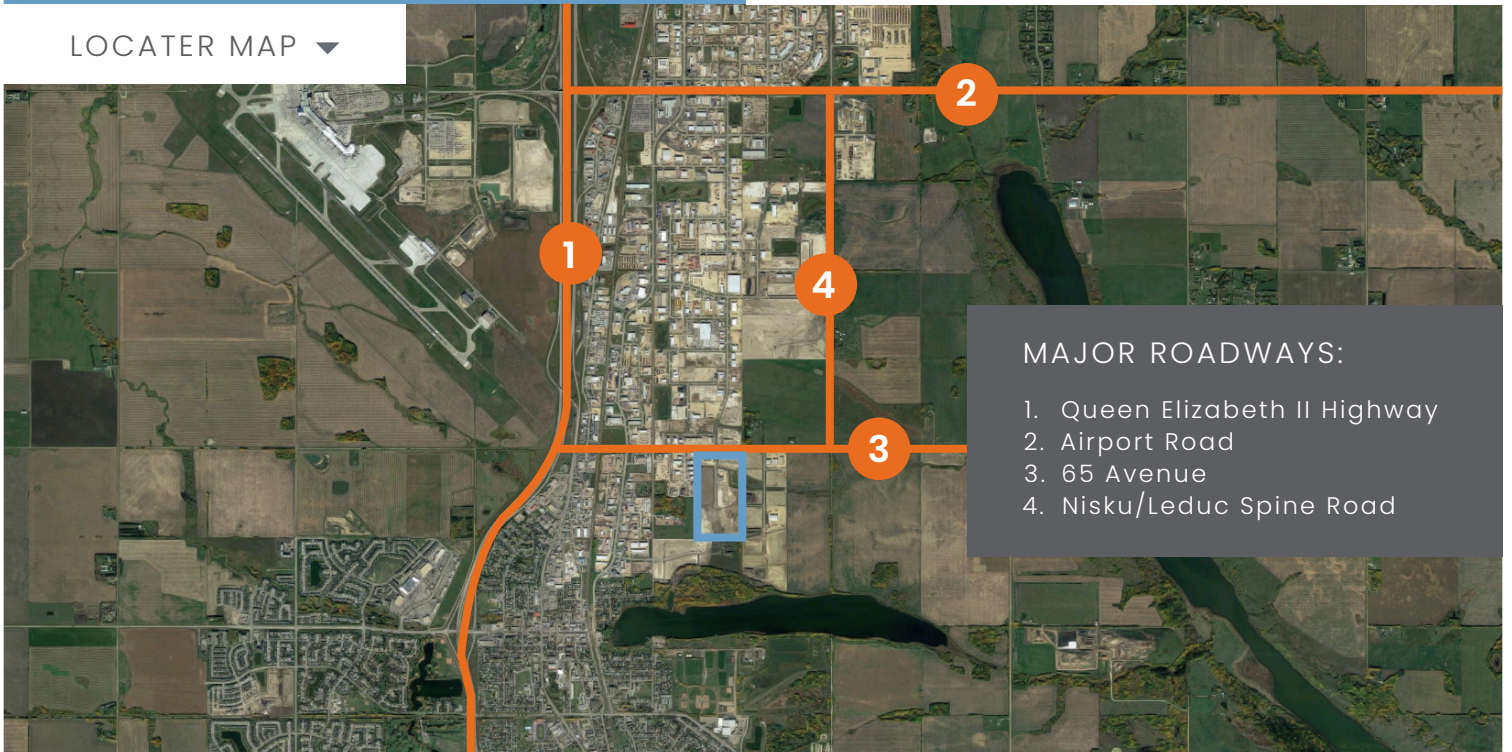 LOCATER MAP
2
1
4
3
MAJOR ROADWAYS:
1. Queen Elizabeth II Highway
2. Airport Road
3. 65 Avenue
4. Nisku/Leduc Spine Road